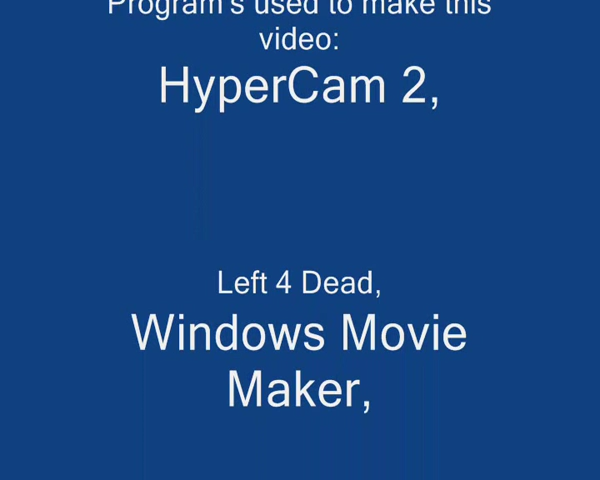 Program's used to make this
video:
HyperCam 2,
Left 4 Dead,
Windows Movie
Maker,